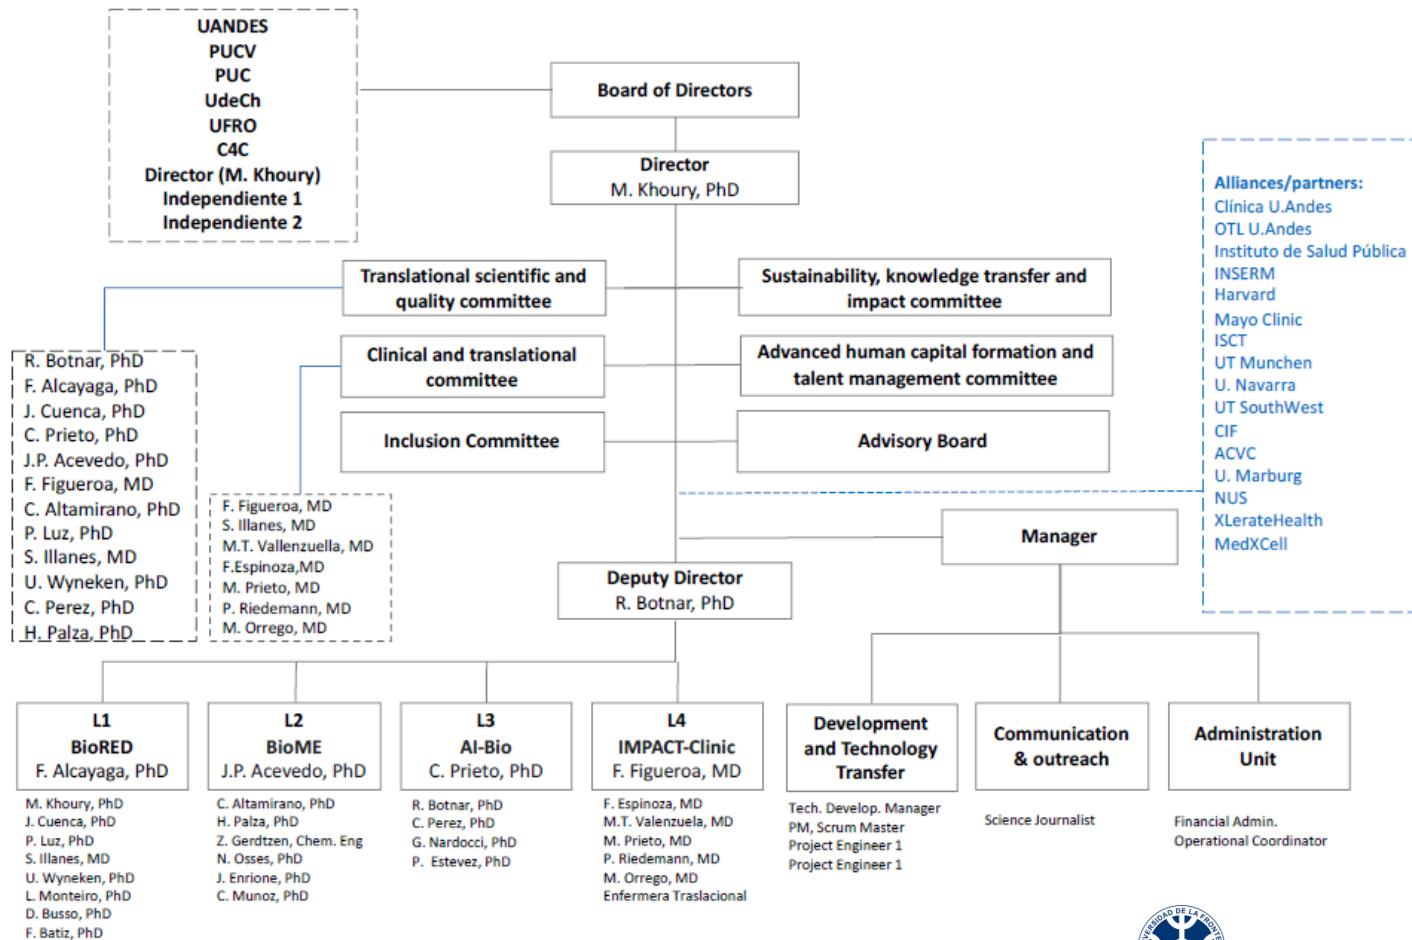 UANDES
PUCV
PUC
UdeCh
UFRO
C4C
Director (M. Khoury)
Independiente 1
Independiente 2
Board of Directors
Director
M. Khoury, PhD
Alliances/partners:
Clínica U.Andes
OTL U.Andes
Instituto de Salud Pública
INSERM
Harvard
Mayo Clinic
ISCT
UT Munchen
U. Navarra
UT SouthWest
CIF
ACVC
U. Marburg
NUS
XLerateHealth
MedXCell
Translational scientific and
quality committee
Sustainability, knowledge transfer and
impact committee
Clinical and translational
committee
Advanced human capital formation and
talent management committee
Inclusion Committee
Advisory Board
R. Botnar, PhD
F. Alcayaga, PhD
J. Cuenca, PhD
C. Prieto, PhD
J.P. Acevedo, PhD
F. Figueroa, MD
C. Altamirano, PhD
P. Luz, PhD
S. Illanes, MD
U. Wyneken, PhD
C. Perez, PhD
H. Palza, PhD
F. Figueroa, MD
S. Illanes, MD
M.T. Vallenzuella, MD
F.Espinoza,MD
M. Prieto, MD
P. Riedemann, MD
M. Orrego, MD
Manager
Deputy Director
R. Botnar, PhD
L1
BioRED
F. Alcayaga, PhD
M. Khoury, PhD
J. Cuenca, PhD
P. Luz, PhD
S. Illanes, MD
U. Wyneken, PhD
L. Monteiro, PhD
D. Busso, PhD
F. Batiz, PhD
L2
BioME
J.P. Acevedo, PhD
C. Altamirano, PhD
H. Palza, PhD
Z. Gerdtzen, Chem. Eng
N. Osses, PhD
J. Enrione, PhD
C. Munoz, PhD
L3
AI-Bio
C. Prieto, PhD
R. Botnar, PhD
C. Perez, PhD
G. Nardocci, PhD
P. Estevez, PhD
L4
IMPACT-Clinic
F. Figueroa, MD
F. Espinoza, MD
M.T. Valenzuela, MD
M. Prieto, MD
P. Riedemann, MD
M. Orrego, MD
Enfermera Traslacional
Development
and Technology
Transfer
Tech. Develop. Manager
PM, Scrum Master
Project Engineer 1
Project Engineer 1
Communication
& outreach
Science Journalist
Administration
Unit
Financial Admin.
Operational Coordinator
DE LA